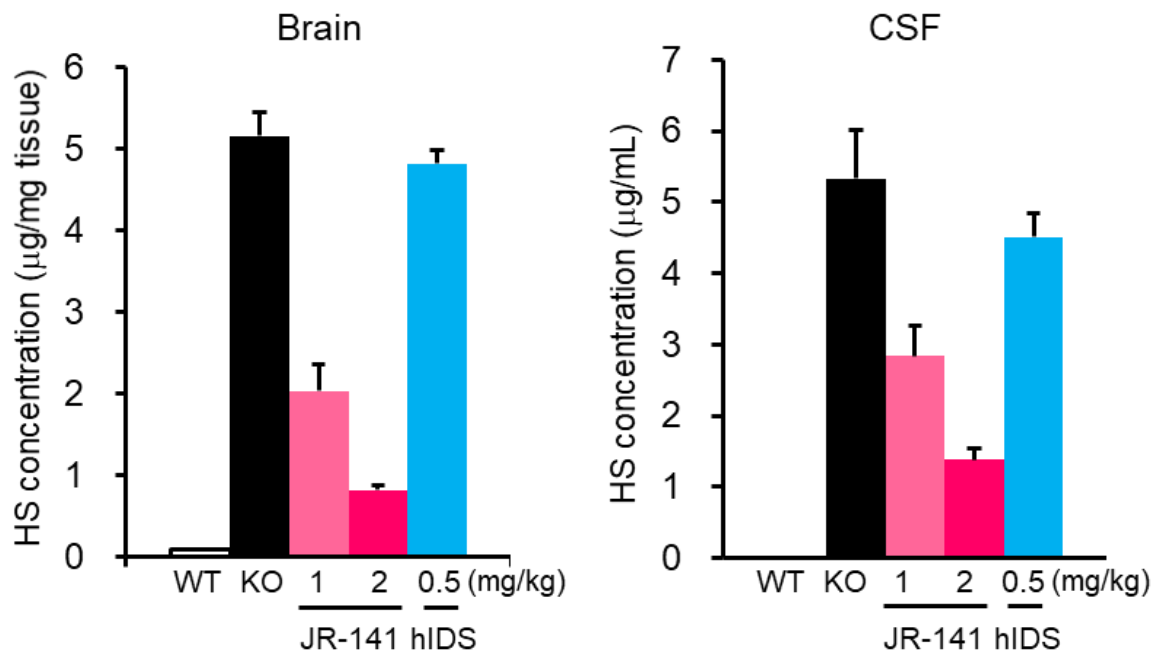 Brain
HS concentration (μg/mg tissue)
6
5
4
3
2
1
0
WT KO 1 2 0.5 (mg/kg)
JR-141 hIDS
CSF
HS concentration (μg/mL)
7
6
5
4
3
2
1
0
WT KO 1 2 0.5 (mg/kg)
JR-141 hIDS